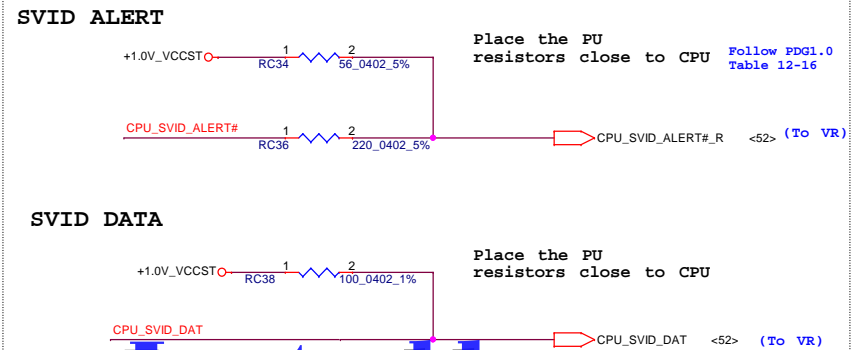 SVID ALERT
Place the PU
resistors close to CPU
Follow PDG1.0
Table 12-16
+1.0V_VCCST
1
2
RC34
56_0402_5%
CPU_SVID_ALERT#
1
2
RC36
220_0402_5%
CPU_SVID_ALERT#_R
<52>
(To VR)
SVID DATA
Place the PU
resistors close to CPU
+1.0V_VCCST
1
2
RC38
100_0402_1%
CPU_SVID_DAT
CPU_SVID_DAT
<52>
(To VR)